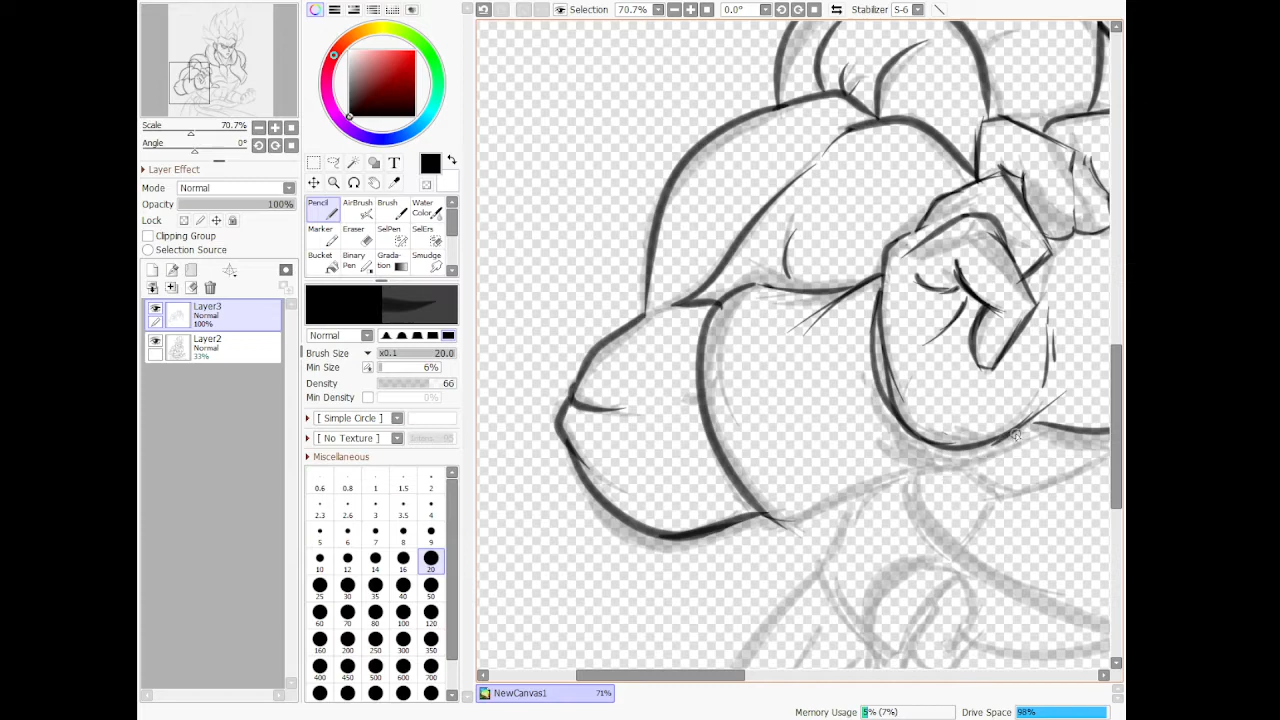 Selection 70.7% 0.0° Stabilizer S-6
Scale 70.7%
Angle 0°
Layer Effect
Mode Normal
Opacity 100%
Lock
Clipping Group
Selection Source
Layer3
Normal
100%
Layer2
Normal
33%
T
Pencil AirBrush Brush Water Color
Marker Eraser SelPen SelErs
Bucket Binary Pen Grada-tion Smudge
Normal
Brush Size x0.1 20.0
Min Size 6%
Density 66
Min Density 0%
[ Simple Circle ]
[ No Texture ]
Miscellaneous
0.6 0.8 1 1.5 2
2.3 2.6 3 3.5 4
5 6 7 8 9
10 12 14 16 20
25 30 35 40 50
60 70 80 100 120
160 200 250 300 350
400 450 500 600 700
NewCanvas1 71%
Memory Usage 5% (7%) Drive Space 98%